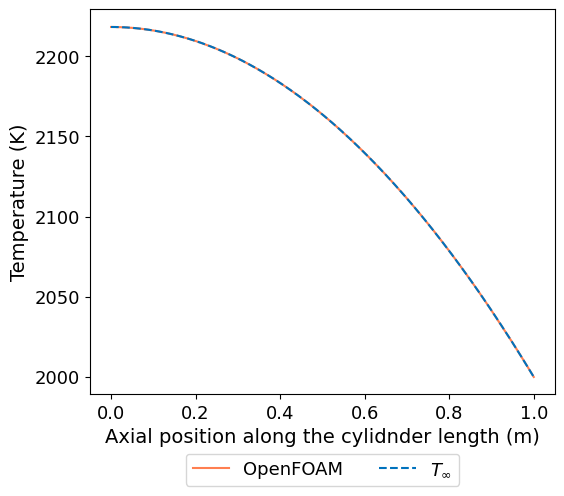 Temperature (K)
2200
2150
2100
2050
2000
0.0 0.2 0.4 0.6 0.8 1.0
Axial position along the cylidnder length (m)
OpenFOAM T∞